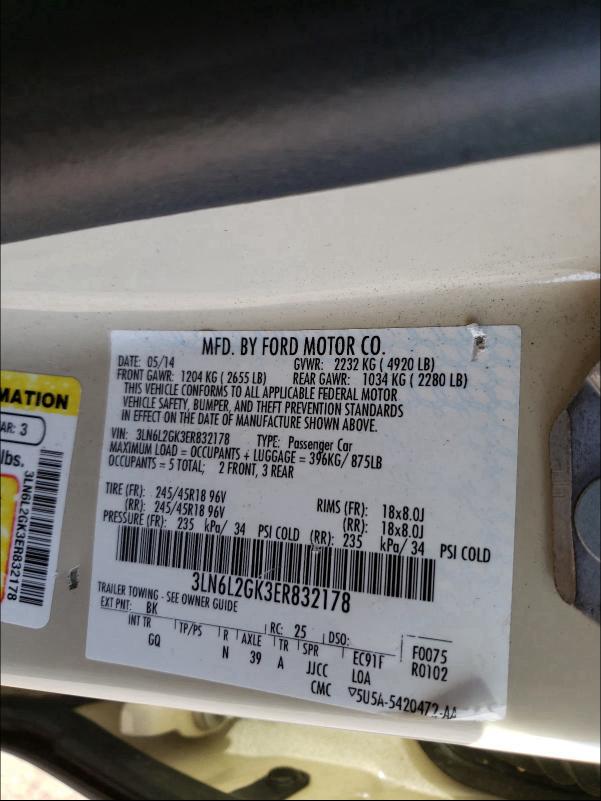 MFD. BY FORD MOTOR CO.
DATE: 05/14 GVWR: 2232 KG ( 4920 LB)
FRONT GAWR: 1204 KG ( 2655 LB) REAR GAWR: 1034 KG ( 2280 LB)
THIS VEHICLE CONFORMS TO ALL APPLICABLE FEDERAL MOTOR
VEHICLE SAFETY, BUMPER, AND THEFT PREVENTION STANDARDS
IN EFFECT ON THE DATE OF MANUFACTURE SHOWN ABOVE.
VIN: 3LN6L2GK3ER832178 TYPE: Passenger Car
MAXIMUM LOAD = OCCUPANTS + LUGGAGE = 396KG/ 875LB
OCCUPANTS = 5 TOTAL; 2 FRONT, 3 REAR
TIRE (FR): 245/45R18 96V RIMS (FR): 18x8.0J
(RR): 245/45R18 96V (RR): 18x8.0J
PRESSURE (FR): 235 kPa/ 34 PSI COLD (RR): 235 kPa/ 34 PSI COLD
3LN6L2GK3ER832178
TRAILER TOWING - SEE OWNER GUIDE
EXT PNT: BK RC: 25 DSO: F0075
INT TR TP/PS R AXLE TR SPR EC91F R0102
GQ N 39 A JJCC LOA
CMC 5U5A-5420472-AA
MATION
AR: 3
lbs.
3LN6L2GK3ER832178